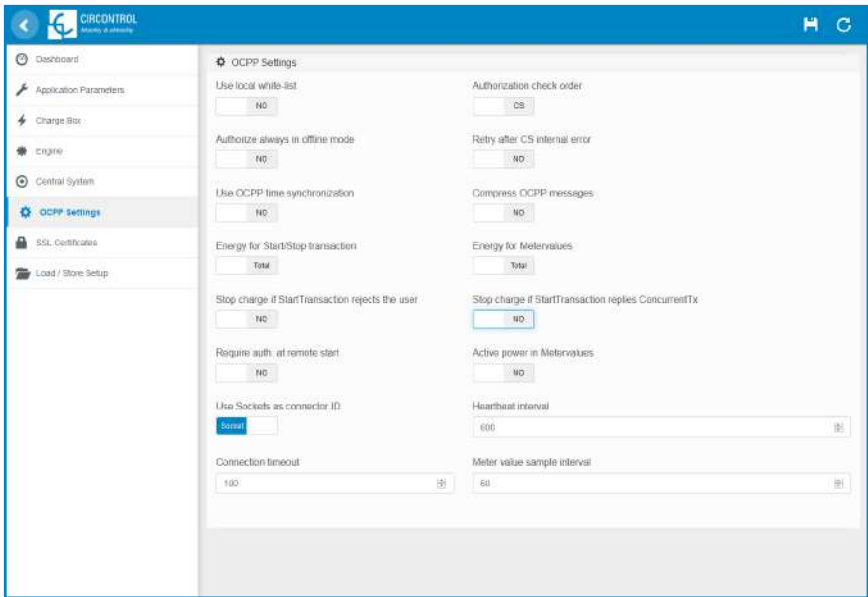 CIRCONTROL
Mobility & eMobility
Dashboard
Application Parameters
Charge Box
Engine
Central System
OCPP Settings
SSL Certificates
Load / Store Setup
OCPP Settings
Use local white-list
NO
Authorization check order
CS
Authorize always in offline mode
NO
Retry after CS internal error
NO
Use OCPP time synchronization
NO
Compress OCPP messages
NO
Energy for Start/Stop transaction
Total
Energy for Metervalues
Total
Stop charge if StartTransaction rejects the user
NO
Stop charge if StartTransaction replies ConcurrentTx
NO
Require auth. at remote start
NO
Active power in Metervalues
NO
Use Sockets as connector ID
Socket
Heartbeat interval
600
Connection timeout
100
Meter value sample interval
60